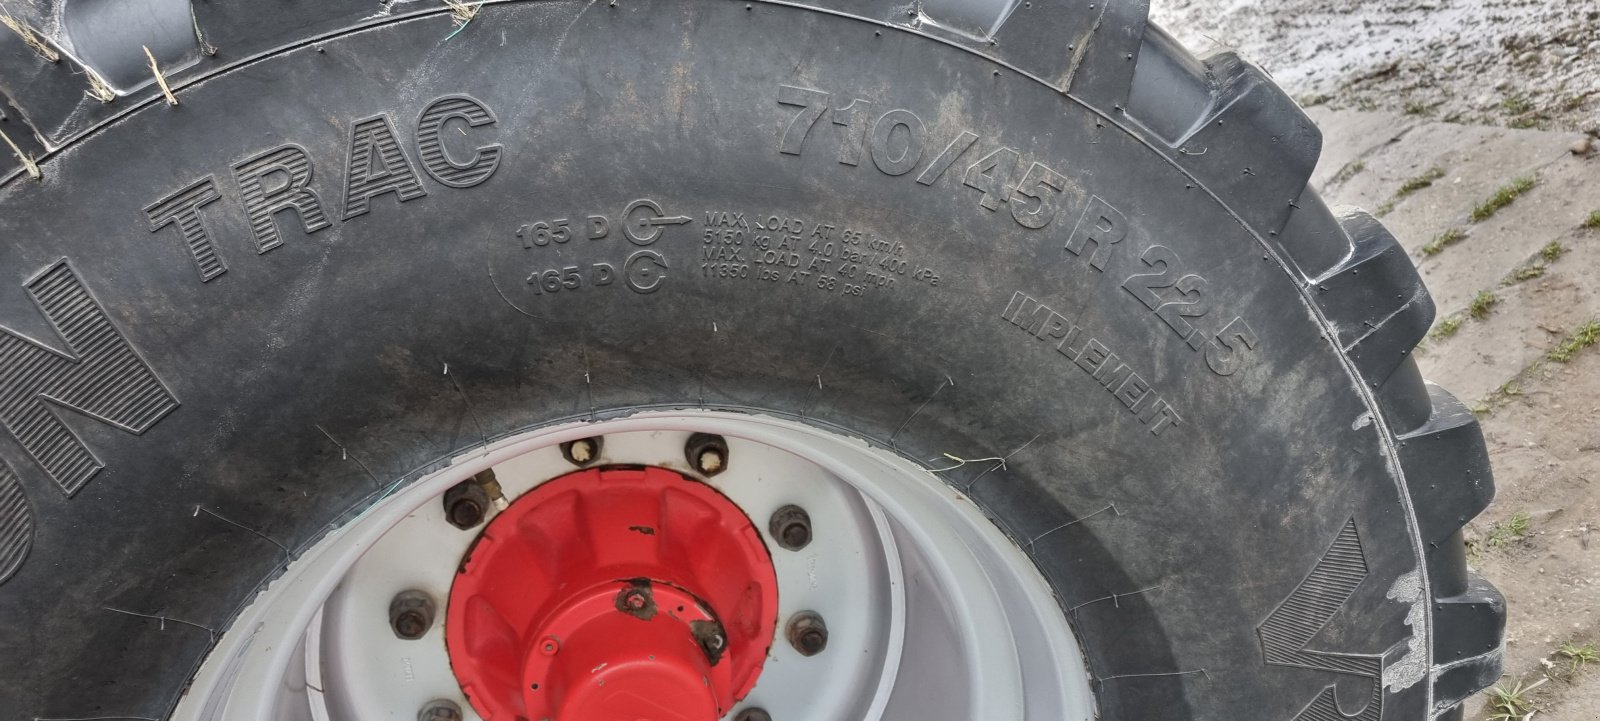 TRAC
710/45 R 22.5
IMPLEMENT
165 D
165 D
MAX. LOAD AT 65 km/h
5150 kg AT 4.0 bar/400 kPa
MAX. LOAD AT 40 mph
11350 lbs AT 58 psi